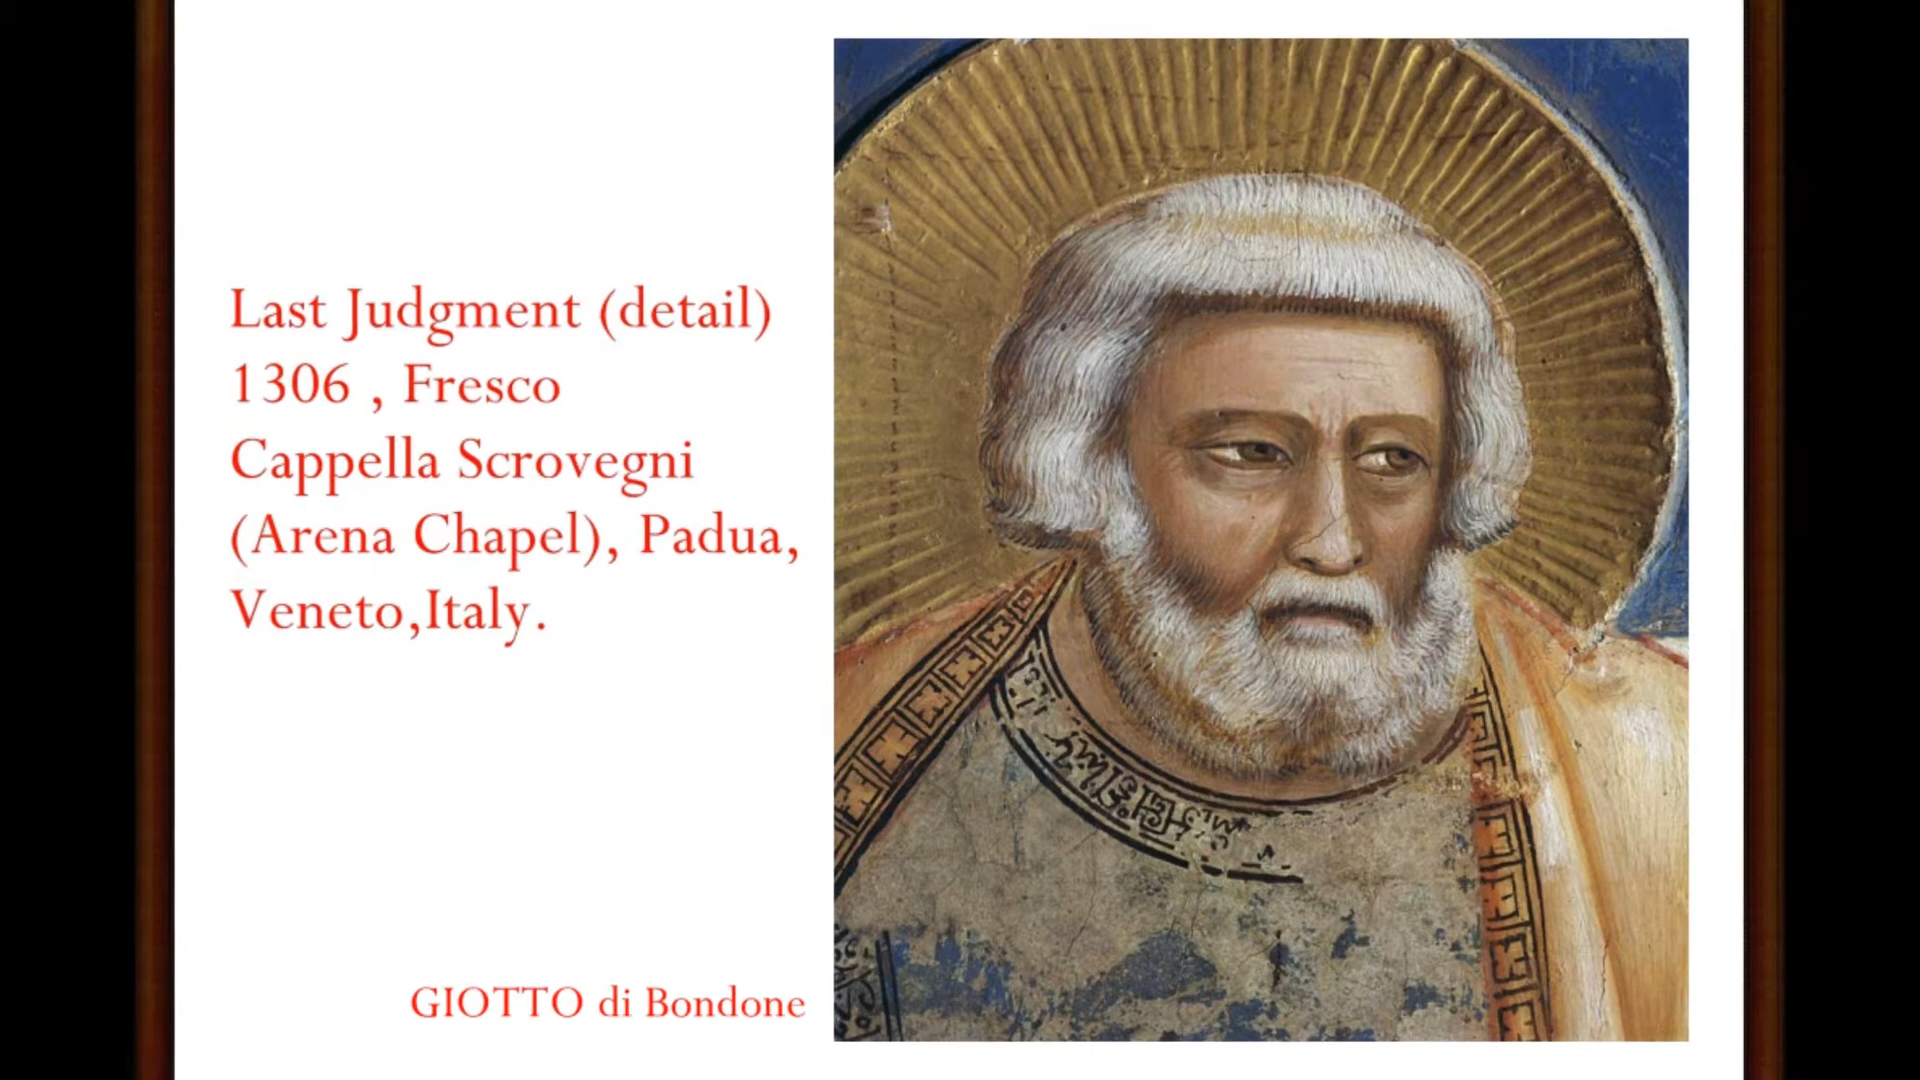 Last Judgment (detail)
1306 , Fresco
Cappella Scrovegni
(Arena Chapel), Padua,
Veneto,Italy.
GIOTTO di Bondone